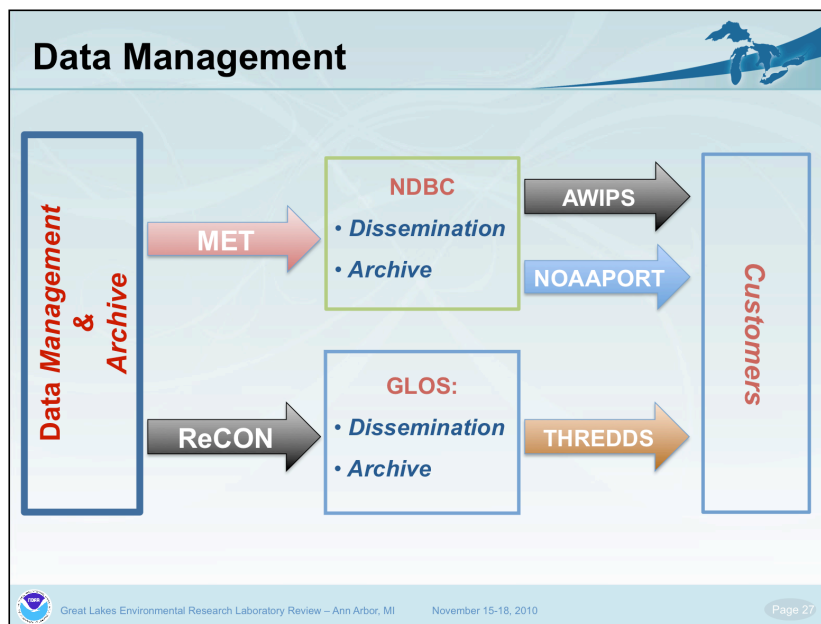 Data Management
Data Management
&
Archive
MET
ReCON
NDBC
• Dissemination
• Archive
GLOS:
• Dissemination
• Archive
AWIPS
NOAAPORT
THREDDS
Customers
NOAA
Great Lakes Environmental Research Laboratory Review – Ann Arbor, MI November 15-18, 2010
Page 27